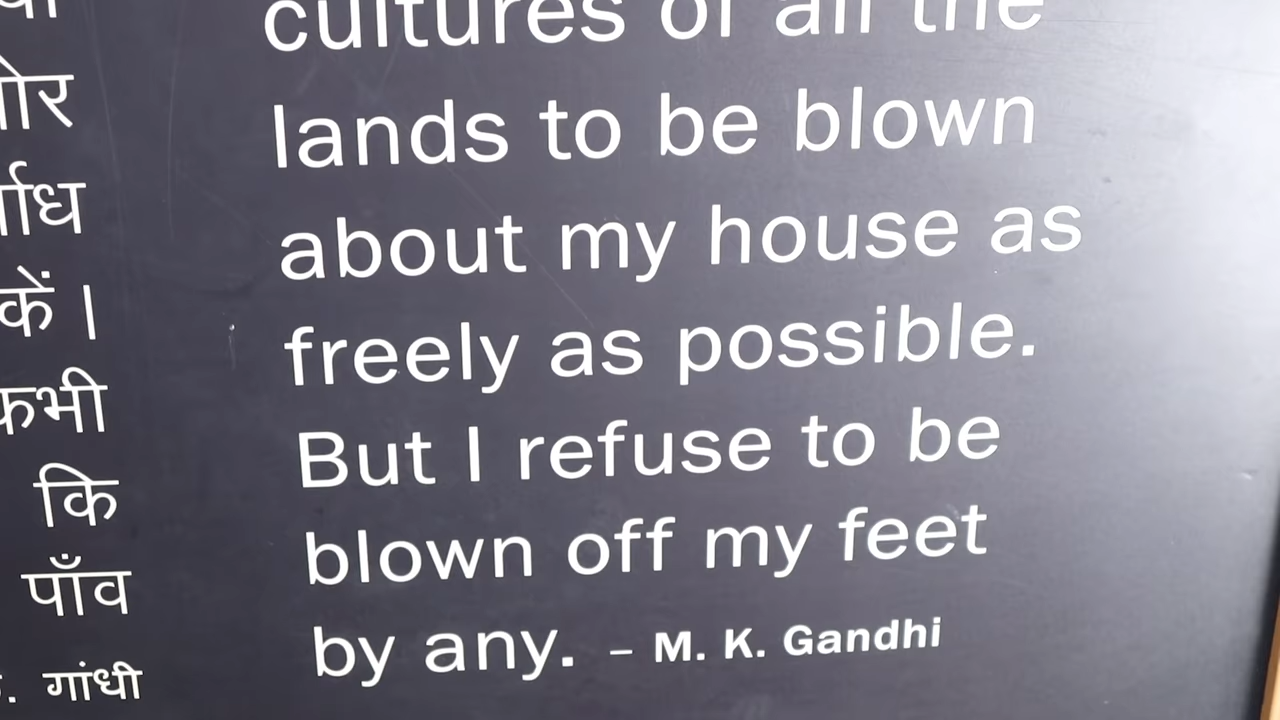 cultures of all the
lands to be blown
about my house as
freely as possible.
But I refuse to be
blown off my feet
by any. – M. K. Gandhi
कभी
कि
पाँव
गांधी